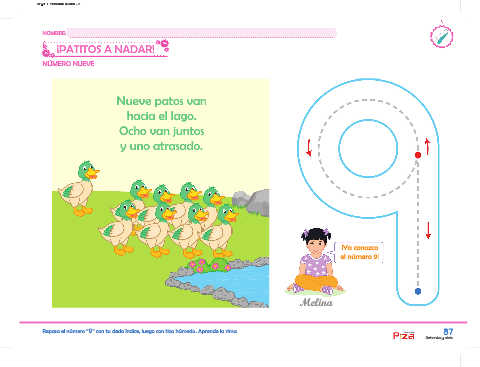 NOMBRE
¡PATITOS A NADAR!
NÚMERO NUEVE
Nueve patos van
hacia el lago.
Ocho van juntos
y uno atrasado.
¡Ya conozco
el número 9!
Melina
Repasa el número "9" con tu dedo índice, luego con tiza húmeda. Aprende la rima.
87